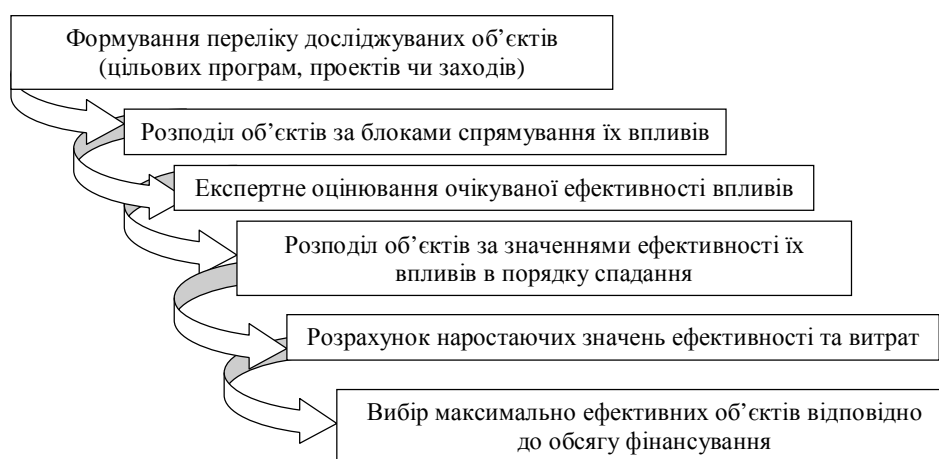 Формування переліку досліджуваних об’єктів
(цільових програм, проектів чи заходів)
Розподіл об’єктів за блоками спрямування їх впливів
Експертне оцінювання очікуваної ефективності впливів
Розподіл об’єктів за значеннями ефективності їх
впливів в порядку спадання
Розрахунок наростаючих значень ефективності та витрат
Вибір максимально ефективних об’єктів відповідно
до обсягу фінансування